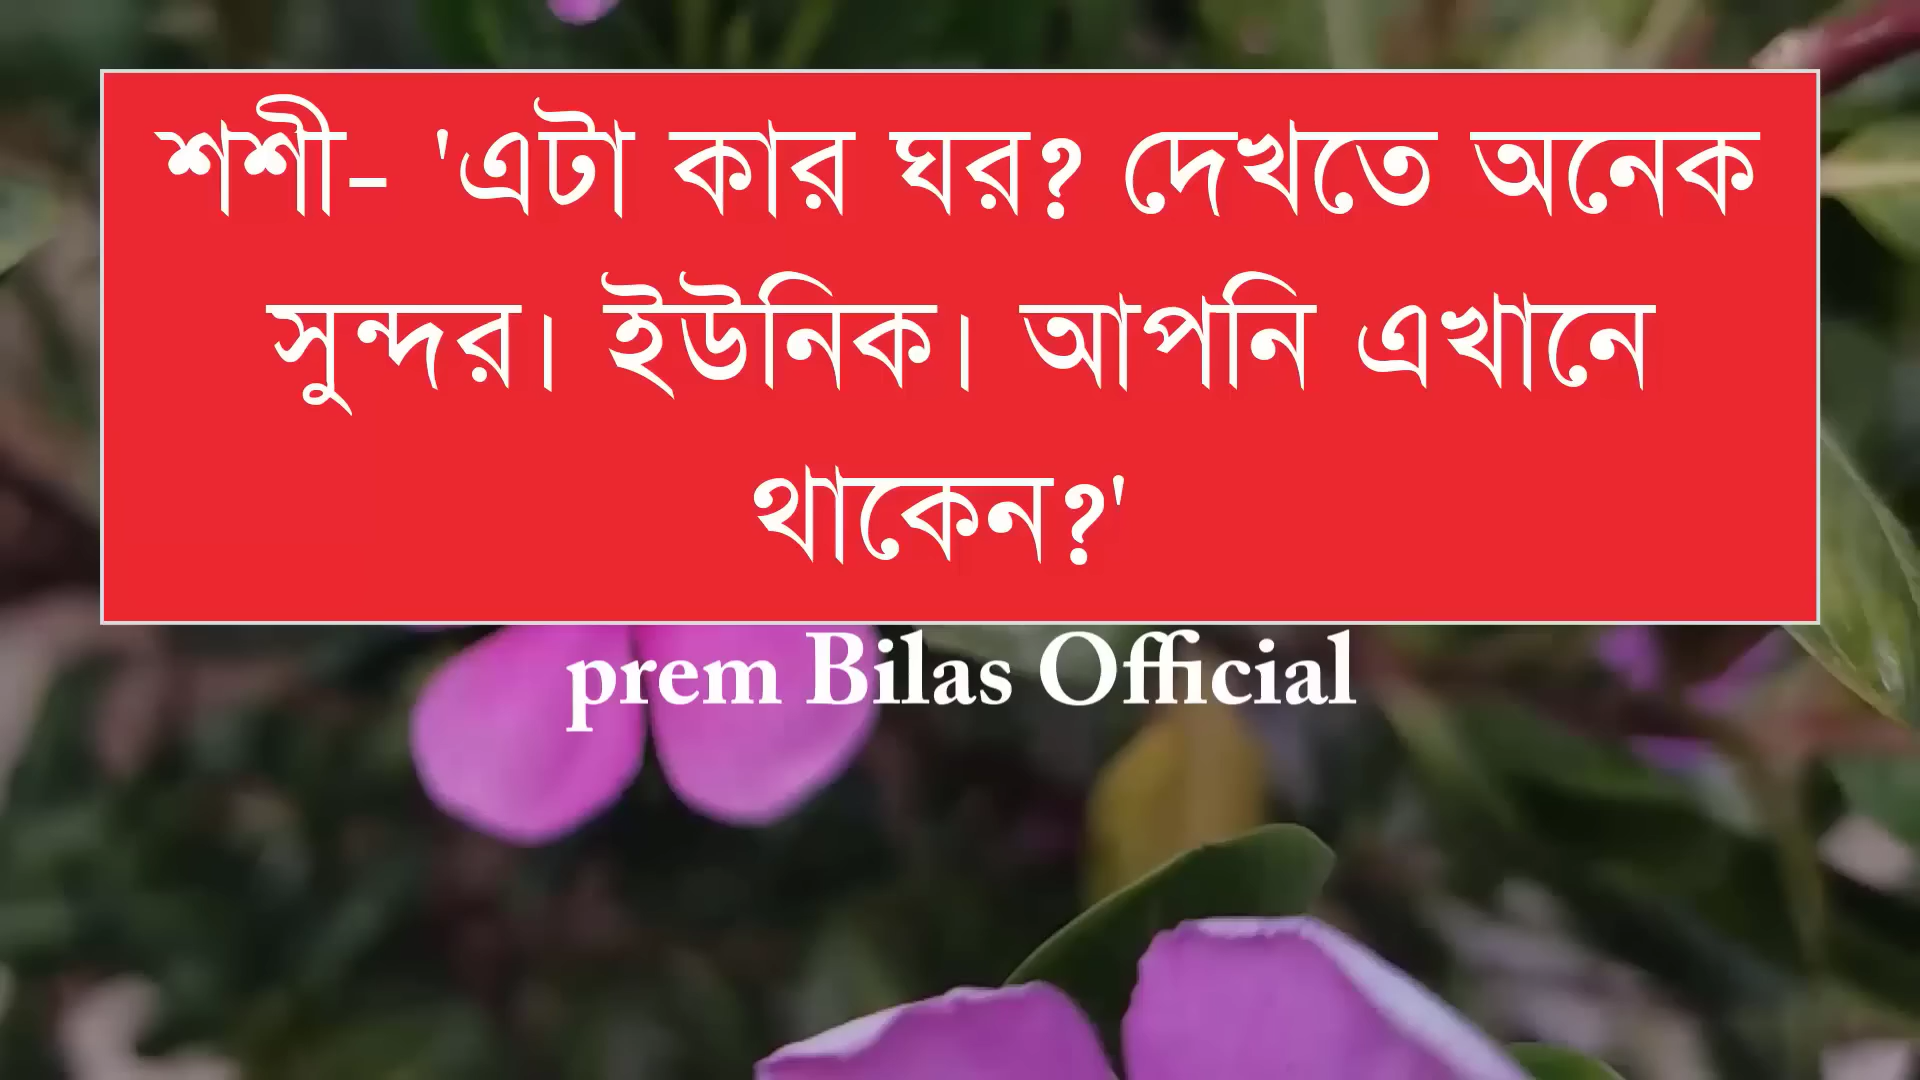 শশী- 'এটা কার ঘর? দেখতে অনেক
সুন্দর। ইউনিক। আপনি এখানে
থাকেন?'
prem Bilas Official